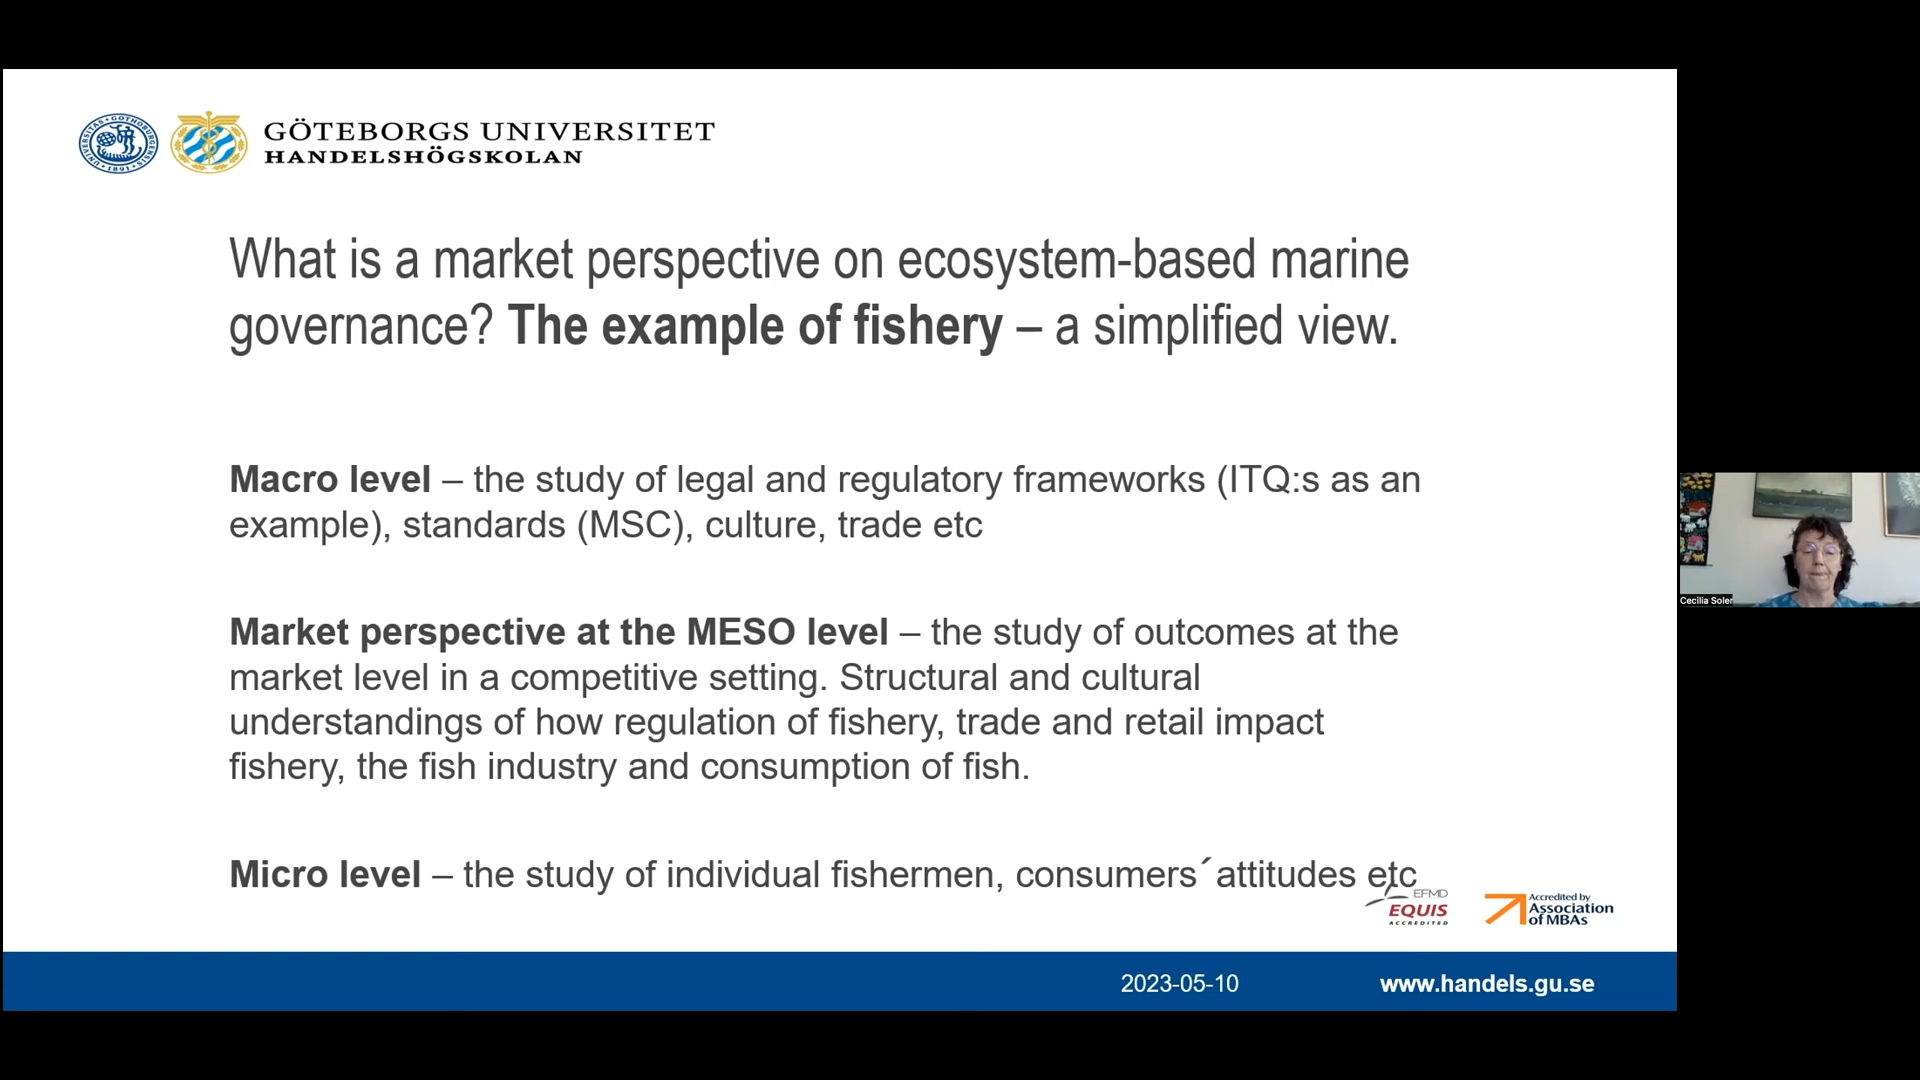 UNIVERSITAS GOTHOBURGENSIS
1891
GÖTEBORGS UNIVERSITET
HANDELSHÖGSKOLAN
What is a market perspective on ecosystem-based marine
governance? The example of fishery – a simplified view.
Macro level – the study of legal and regulatory frameworks (ITQ:s as an
example), standards (MSC), culture, trade etc
Market perspective at the MESO level – the study of outcomes at the
market level in a competitive setting. Structural and cultural
understandings of how regulation of fishery, trade and retail impact
fishery, the fish industry and consumption of fish.
Micro level – the study of individual fishermen, consumers´attitudes etc
EFMD
EQUIS
ACCREDITED
Accredited by
Association
of MBAs
2023-05-10
www.handels.gu.se
Cecilia Soler